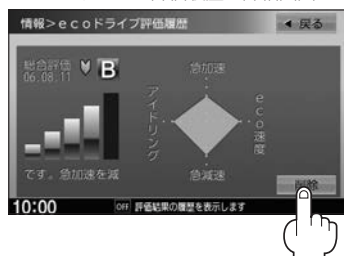 情報>ecoドライブ評価履歴
戻る
総合評価 B
06.08.11
急加速
アイドリング
eco速度
急減速
です。急加速を減
削除
10:00 OFF 評価結果の履歴を表示します